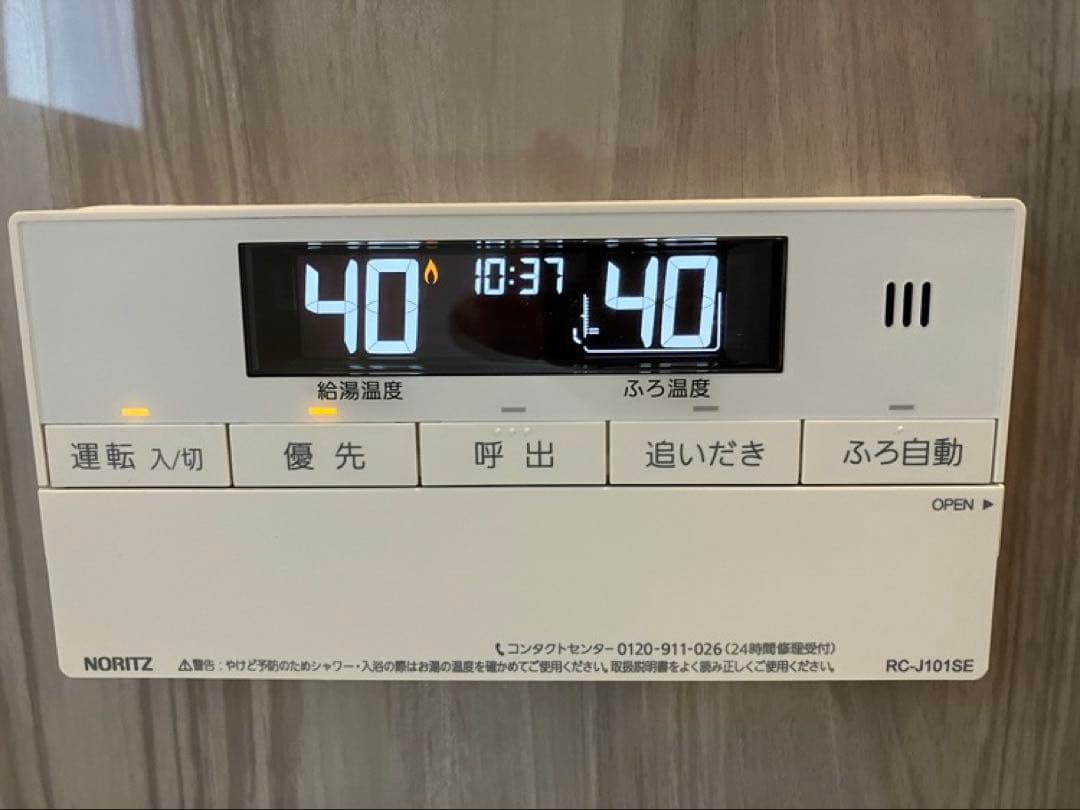 40 10:37 40
給湯温度 ふろ温度
運転 入/切 優先 呼出 追いだき ふろ自動
OPEN ▶
コンタクトセンター 0120-911-026(24時間修理受付)
NORITZ ⚠警告:やけど予防のためシャワー・入浴の際はお湯の温度を確かめてご使用ください。取扱説明書をよく読み正しくご使用ください。 RC-J101SE